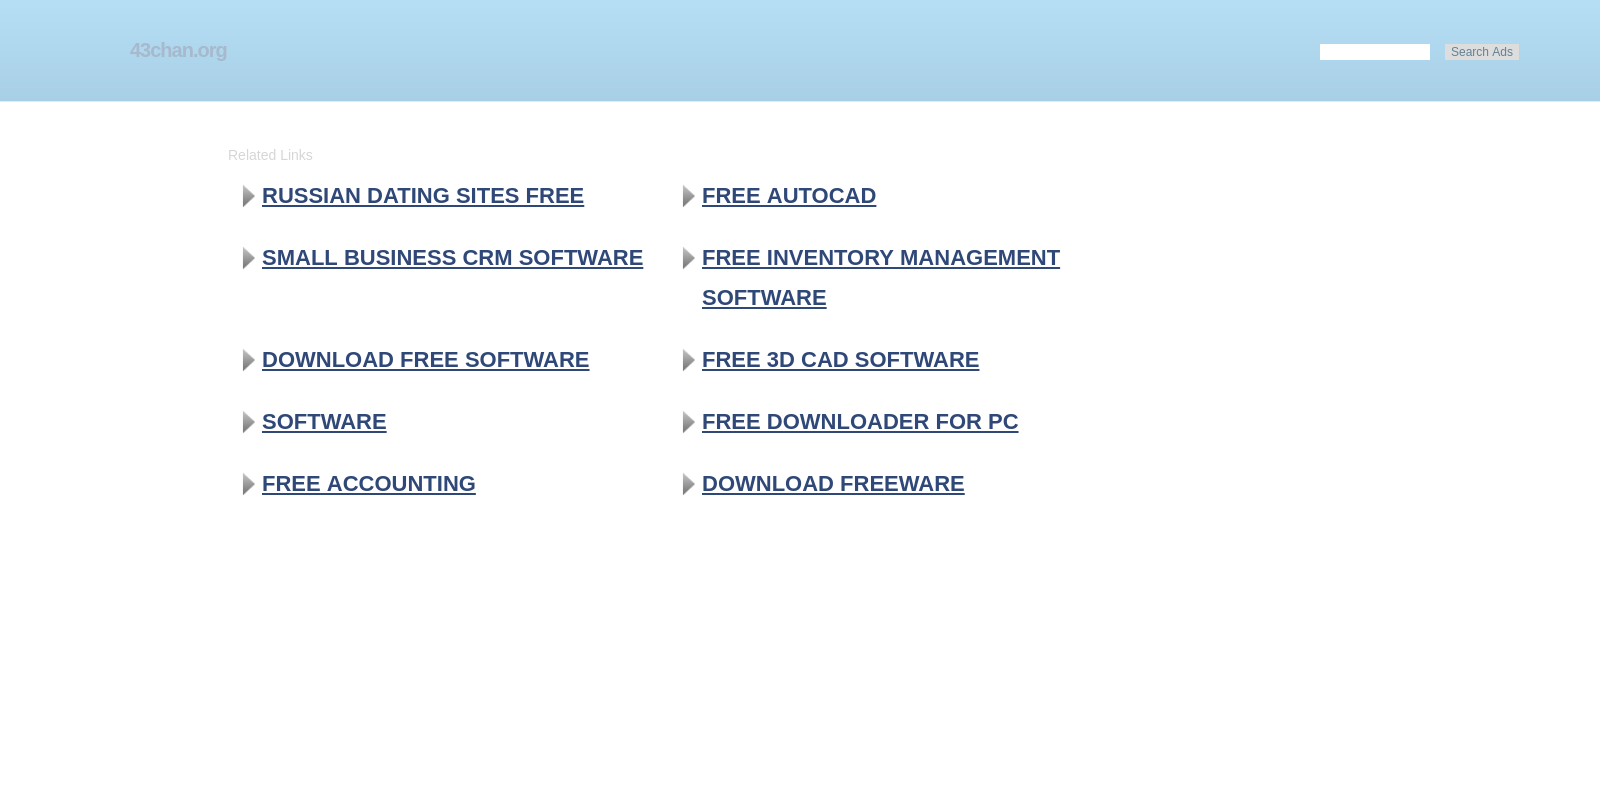 43chan.org
Search Ads
Related Links
RUSSIAN DATING SITES FREE
FREE AUTOCAD
SMALL BUSINESS CRM SOFTWARE
FREE INVENTORY MANAGEMENT
SOFTWARE
DOWNLOAD FREE SOFTWARE
FREE 3D CAD SOFTWARE
SOFTWARE
FREE DOWNLOADER FOR PC
FREE ACCOUNTING
DOWNLOAD FREEWARE